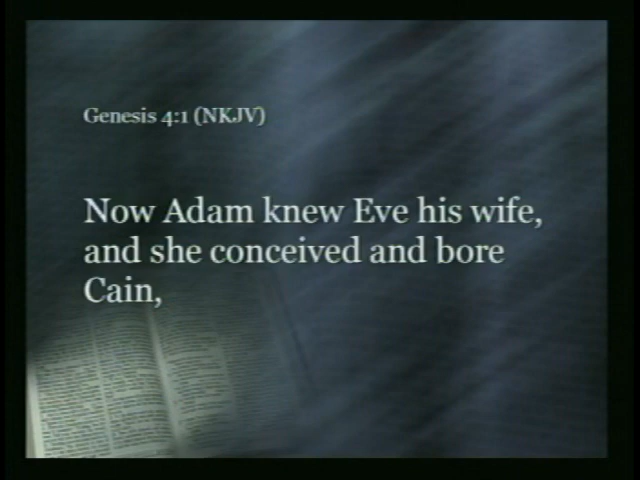 Genesis 4:1 (NKJV)
Now Adam knew Eve his wife,
and she conceived and bore
Cain,